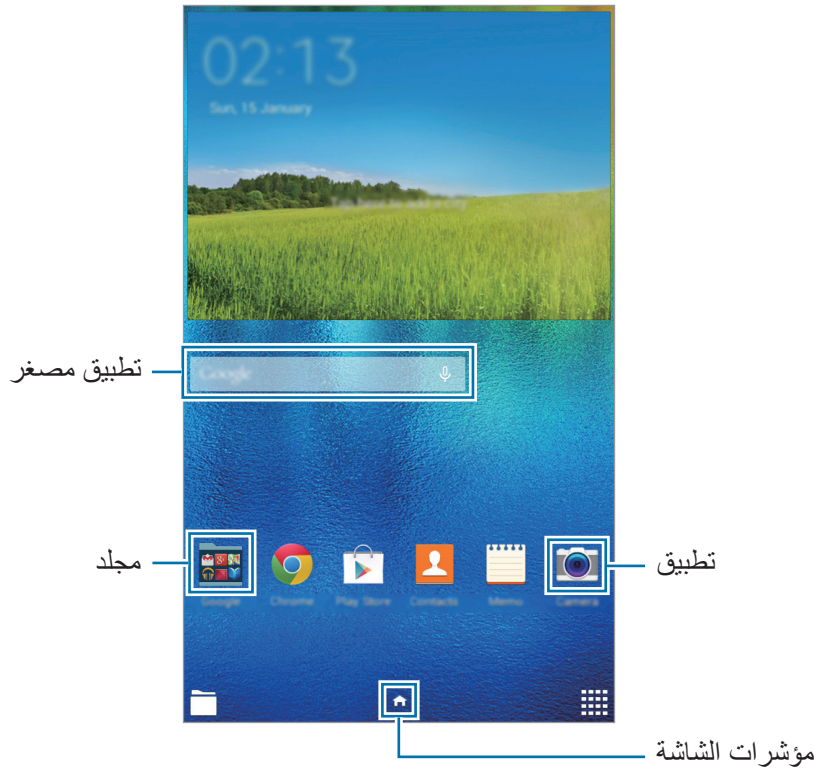 02:13
Sun, 15 January
Google
تطبيق مصغر
مجلد
تطبيق
Google
Chrome
Play Store
Contacts
Memo
Camera
مؤشرات الشاشة